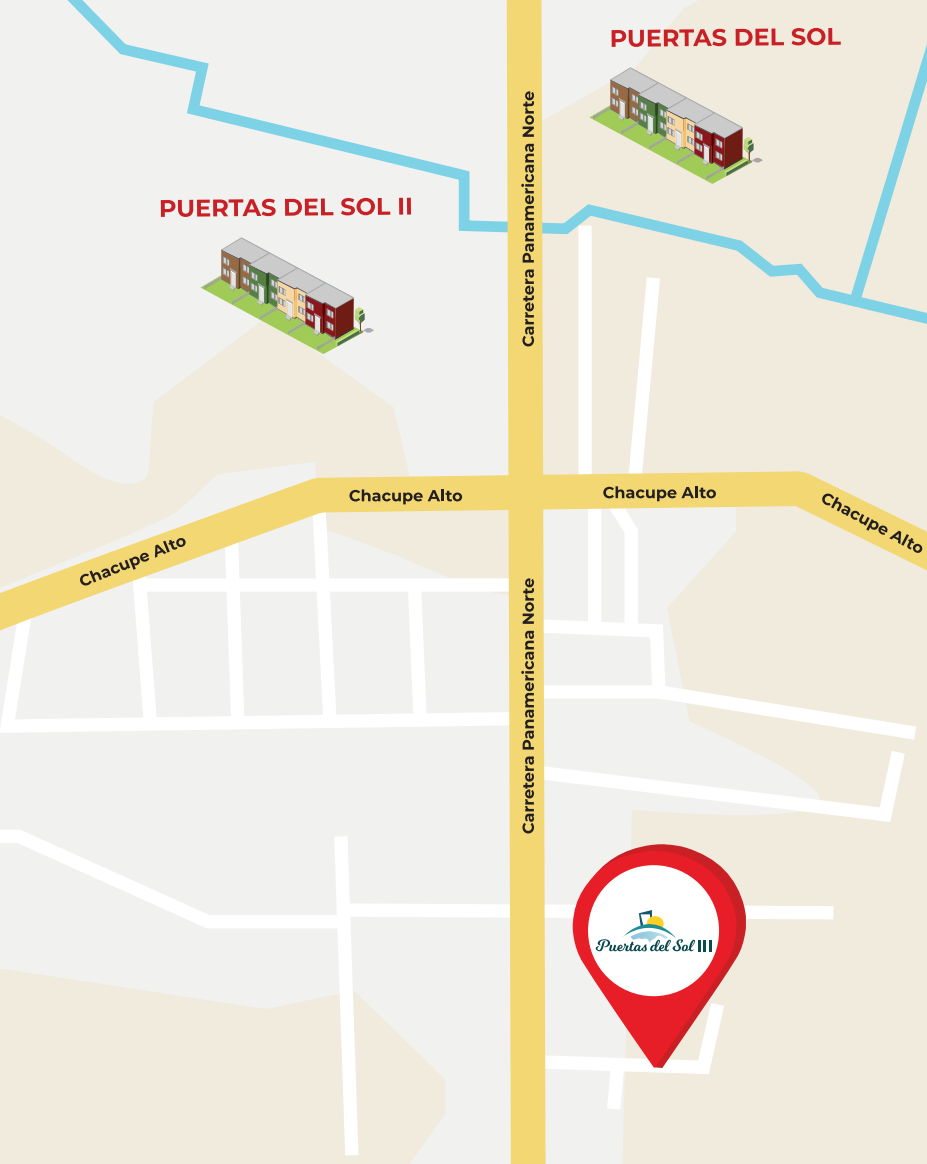 PUERTAS DEL SOL
Carretera Panamericana Norte
PUERTAS DEL SOL II
Chacupe Alto
Chacupe Alto
Chacupe Alto
Chacupe Alto
Carretera Panamericana Norte
Puertas del Sol III